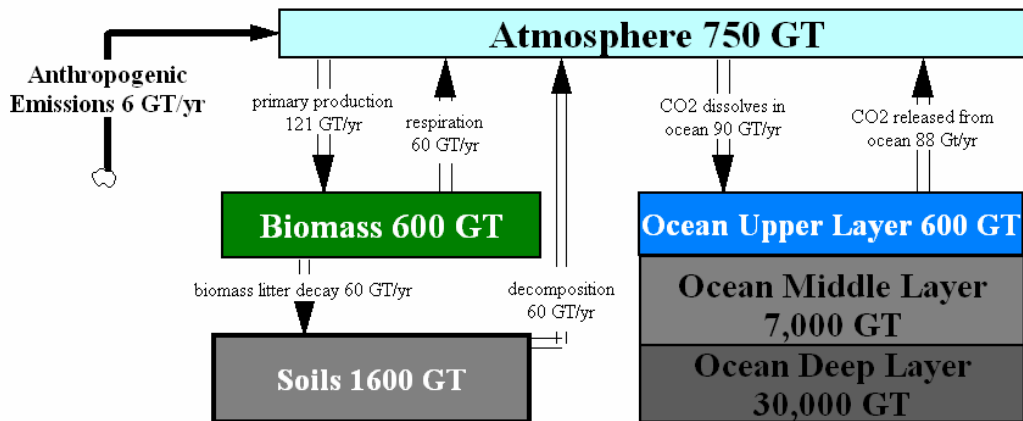 Atmosphere 750 GT
Anthropogenic
Emissions 6 GT/yr
primary production
121 GT/yr
respiration
60 GT/yr
CO2 dissolves in
ocean 90 GT/yr
CO2 released from
ocean 88 Gt/yr
Biomass 600 GT
Ocean Upper Layer 600 GT
biomass litter decay 60 GT/yr
decomposition
60 GT/yr
Ocean Middle Layer
7,000 GT
Soils 1600 GT
Ocean Deep Layer
30,000 GT